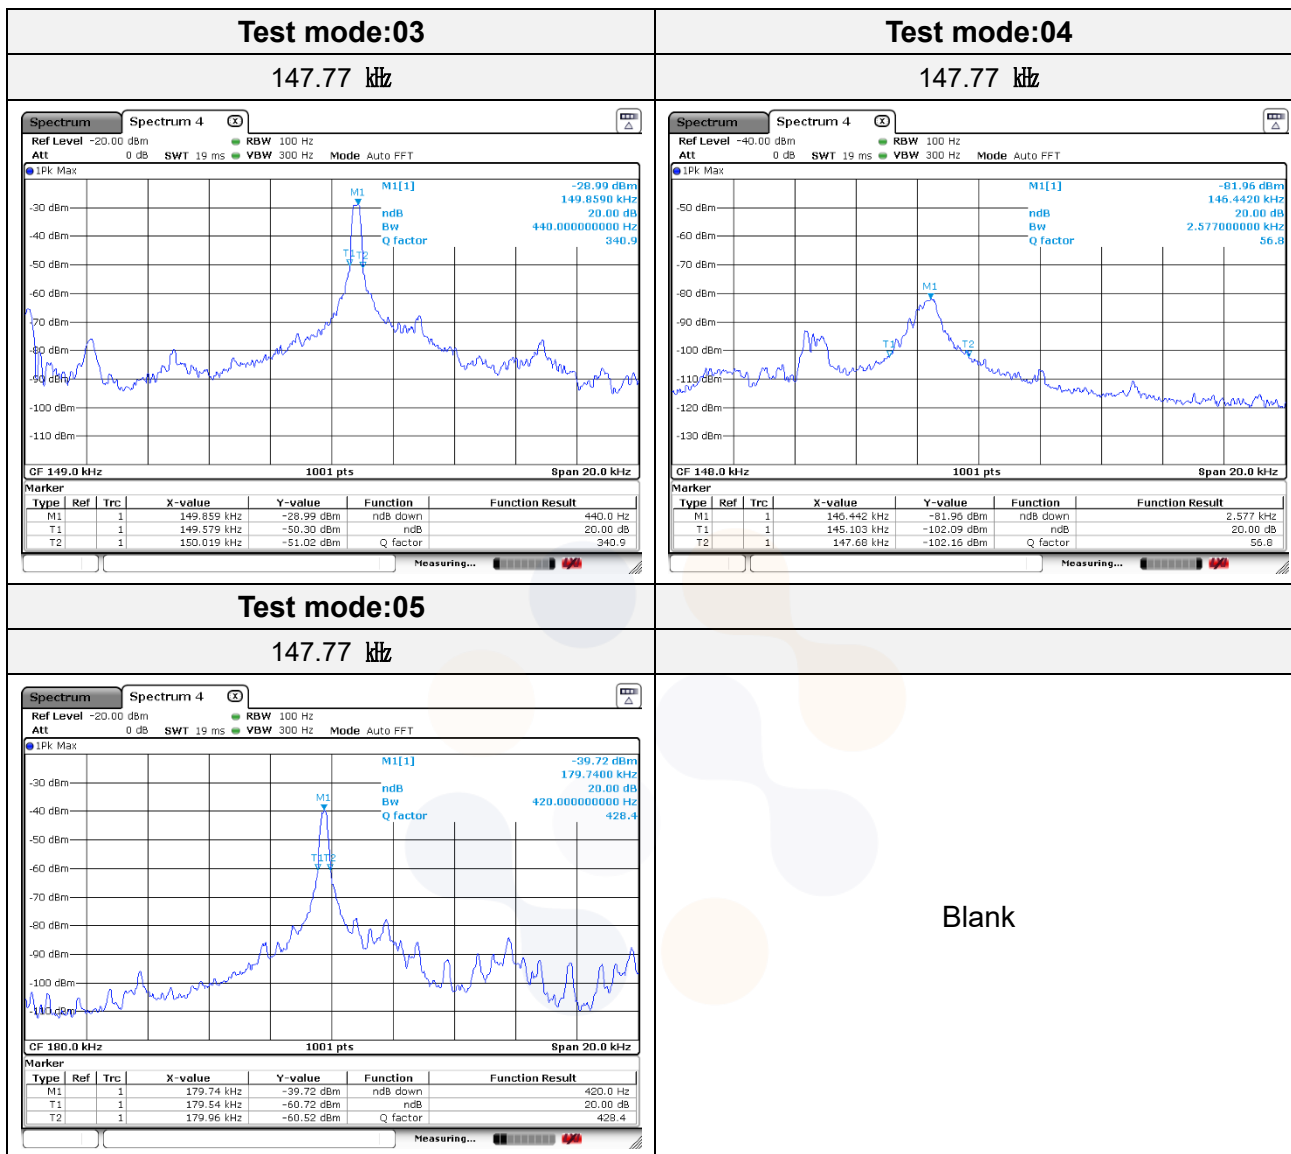 Test mode:03
Test mode:04
147.77 ㎑
147.77 ㎑
Spectrum
Spectrum 4
Ref Level -20.00 dBm
RBW 100 Hz
Att 0 dB SWT 19 ms VBW 300 Hz Mode Auto FFT
1Pk Max
M1[1] -28.99 dBm
149.8590 kHz
ndB 20.00 dB
Bw 440.000000000 Hz
Q factor 340.9
M1
T1 T2
-30 dBm
-40 dBm
-50 dBm
-60 dBm
-70 dBm
-80 dBm
-90 dBm
-100 dBm
-110 dBm
CF 149.0 kHz 1001 pts Span 20.0 kHz
Marker
Type Ref Trc X-value Y-value Function Function Result
M1 1 149.859 kHz -28.99 dBm ndB down 440.0 Hz
T1 1 149.579 kHz -50.30 dBm ndB 20.00 dB
T2 1 150.019 kHz -51.02 dBm Q factor 340.9
Measuring...
Spectrum
Spectrum 4
Ref Level -40.00 dBm
RBW 100 Hz
Att 0 dB SWT 19 ms VBW 300 Hz Mode Auto FFT
1Pk Max
M1[1] -81.96 dBm
146.4420 kHz
ndB 20.00 dB
Bw 2.577000000 kHz
Q factor 56.8
M1
T1 T2
-50 dBm
-60 dBm
-70 dBm
-80 dBm
-90 dBm
-100 dBm
-110 dBm
-120 dBm
-130 dBm
CF 148.0 kHz 1001 pts Span 20.0 kHz
Marker
Type Ref Trc X-value Y-value Function Function Result
M1 1 146.442 kHz -81.96 dBm ndB down 2.577 kHz
T1 1 145.103 kHz -102.09 dBm ndB 20.00 dB
T2 1 147.68 kHz -102.16 dBm Q factor 56.8
Measuring...
Test mode:05
147.77 ㎑
Spectrum
Spectrum 4
Ref Level -20.00 dBm
RBW 100 Hz
Att 0 dB SWT 19 ms VBW 300 Hz Mode Auto FFT
1Pk Max
M1[1] -39.72 dBm
179.7400 kHz
ndB 20.00 dB
Bw 420.000000000 Hz
Q factor 428.4
M1
T1 T2
-30 dBm
-40 dBm
-50 dBm
-60 dBm
-70 dBm
-80 dBm
-90 dBm
-100 dBm
-110 dBm
CF 180.0 kHz 1001 pts Span 20.0 kHz
Marker
Type Ref Trc X-value Y-value Function Function Result
M1 1 179.74 kHz -39.72 dBm ndB down 420.0 Hz
T1 1 179.54 kHz -60.72 dBm ndB 20.00 dB
T2 1 179.96 kHz -60.52 dBm Q factor 428.4
Measuring...
Blank